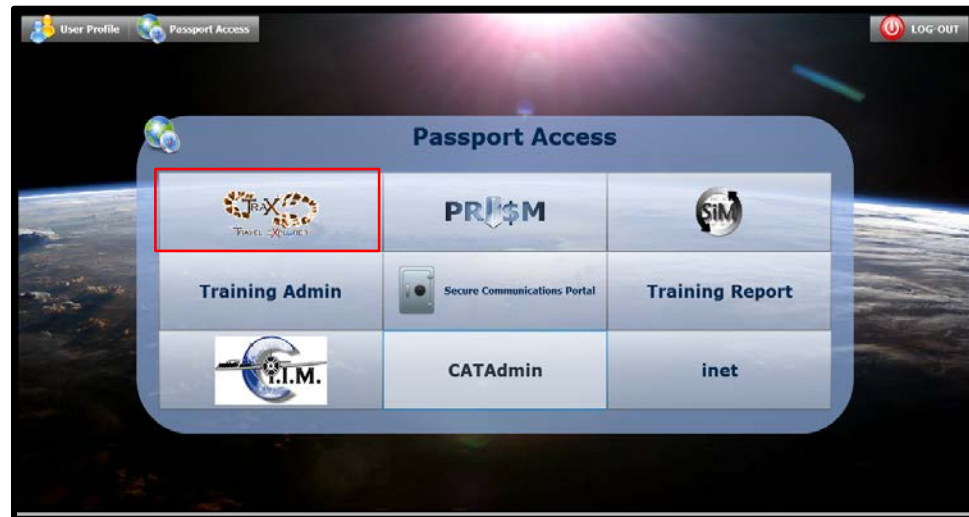 User Profile
Passport Access
LOG-OUT
Passport Access
TRAX
TRAVEL EXPLORER
PRI$M
SiM
Training Admin
Secure Communications Portal
Training Report
C.I.I.M.
CATAdmin
inet